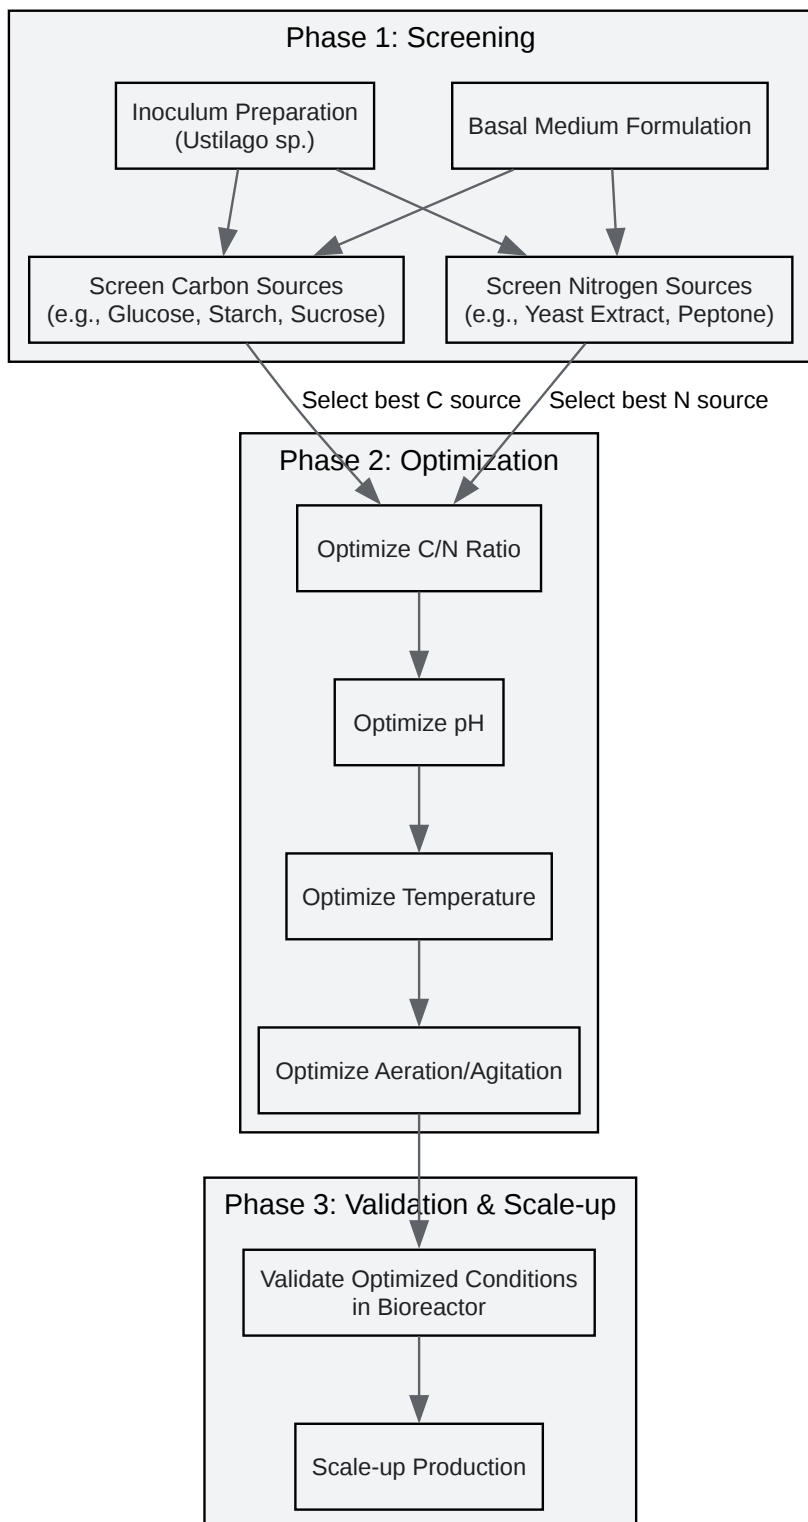 Phase 1: Screening
Inoculum Preparation
(Ustilago sp.)
Basal Medium Formulation
Screen Carbon Sources
(e.g., Glucose, Starch, Sucrose)
Screen Nitrogen Sources
(e.g., Yeast Extract, Peptone)
Select best C source
Select best N source
Phase 2: Optimization
Optimize C/N Ratio
Optimize pH
Optimize Temperature
Optimize Aeration/Agitation
Phase 3: Validation & Scale-up
Validate Optimized Conditions
in Bioreactor
Scale-up Production